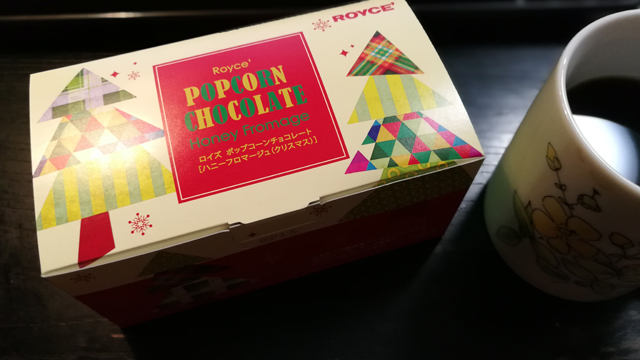 ROYCE'
Royce'
POPCORN
CHOCOLATE
Honey Fromage
ロイズ ポップコーンチョコレート
[ハニーフロマージュ(クリスマス)]